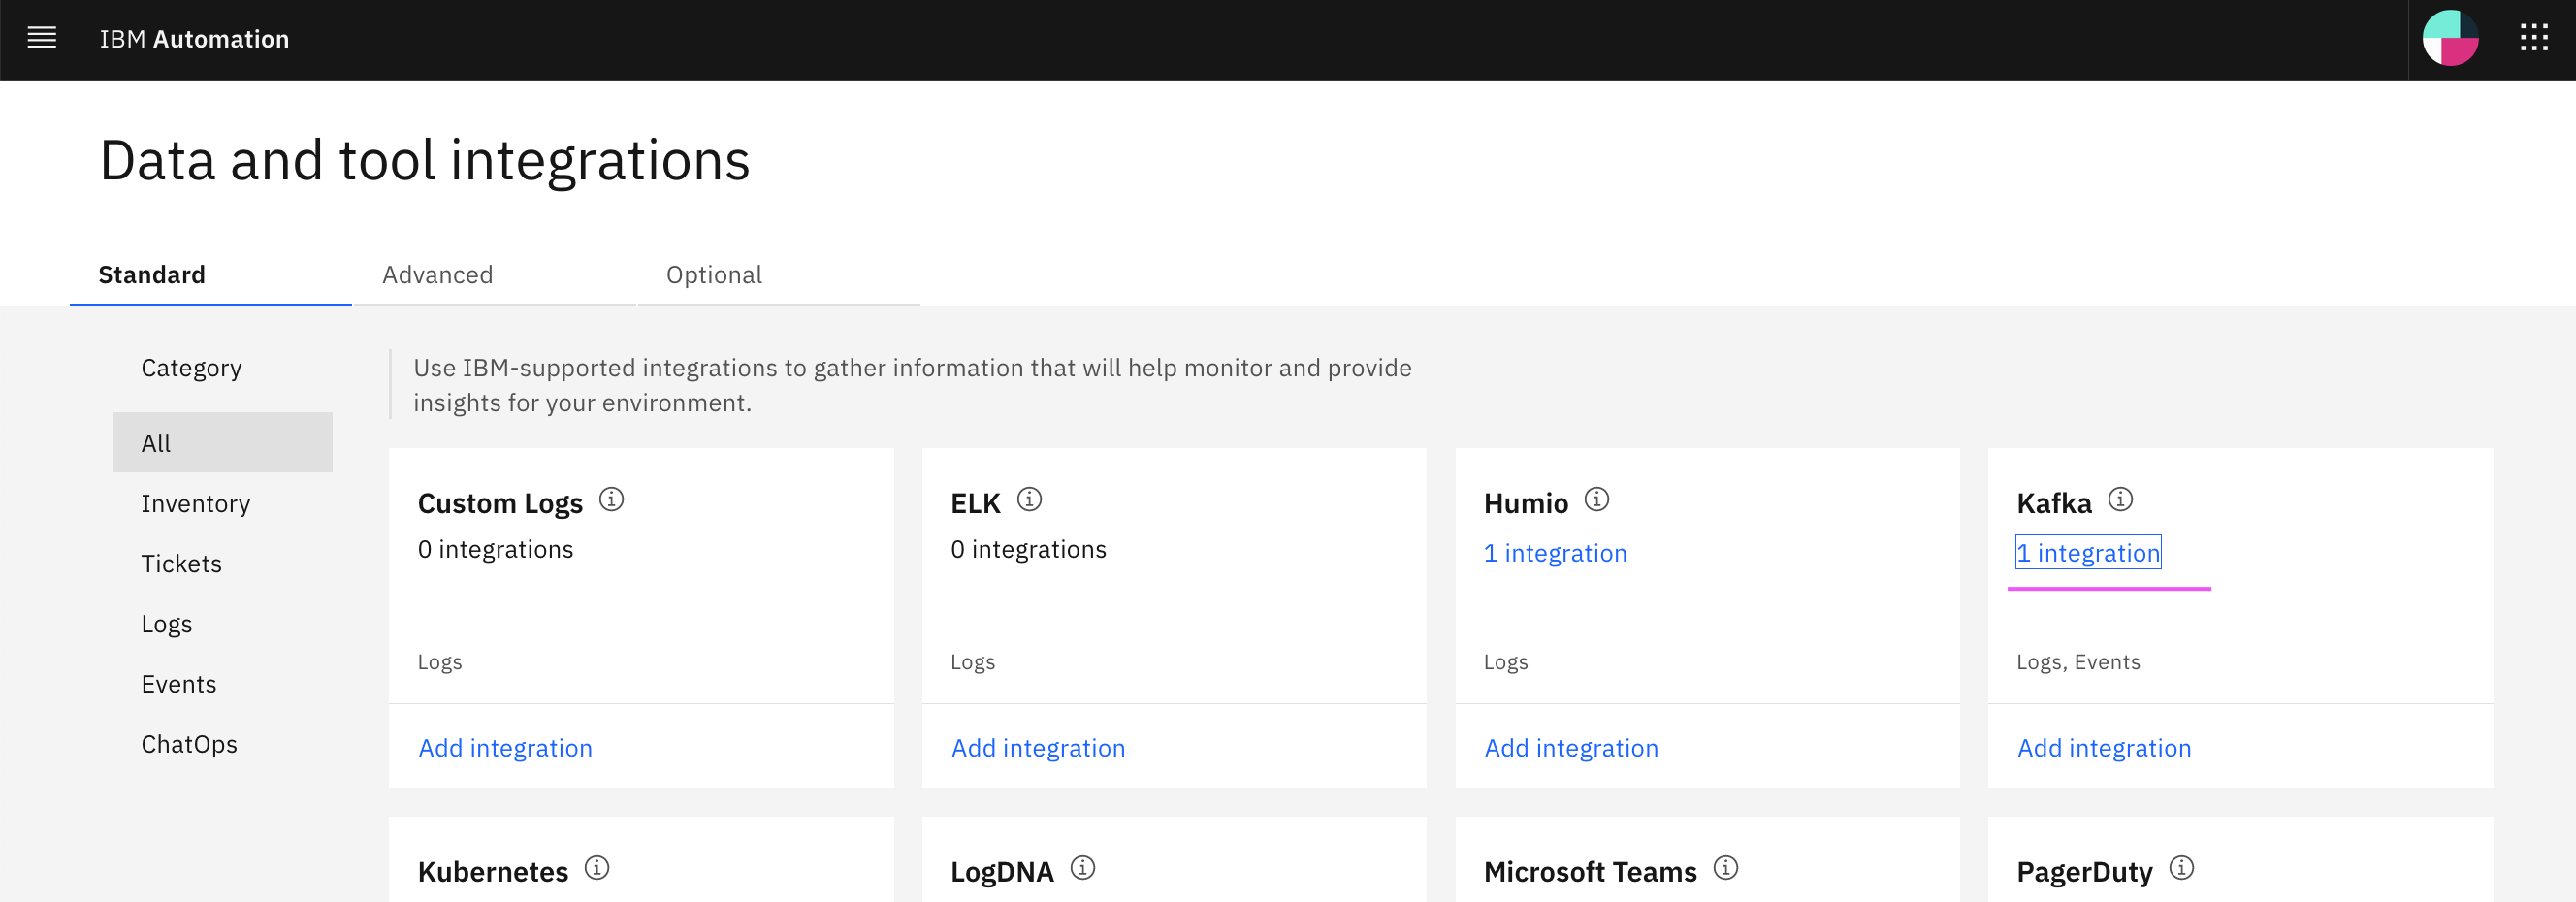 IBM Automation
Data and tool integrations
Standard
Advanced
Optional
Category
All
Inventory
Tickets
Logs
Events
ChatOps
Use IBM-supported integrations to gather information that will help monitor and provide
insights for your environment.
Custom Logs
0 integrations
Logs
Add integration
ELK
0 integrations
Logs
Add integration
Humio
1 integration
Logs
Add integration
Kafka
1 integration
Logs, Events
Add integration
Kubernetes
LogDNA
Microsoft Teams
PagerDuty